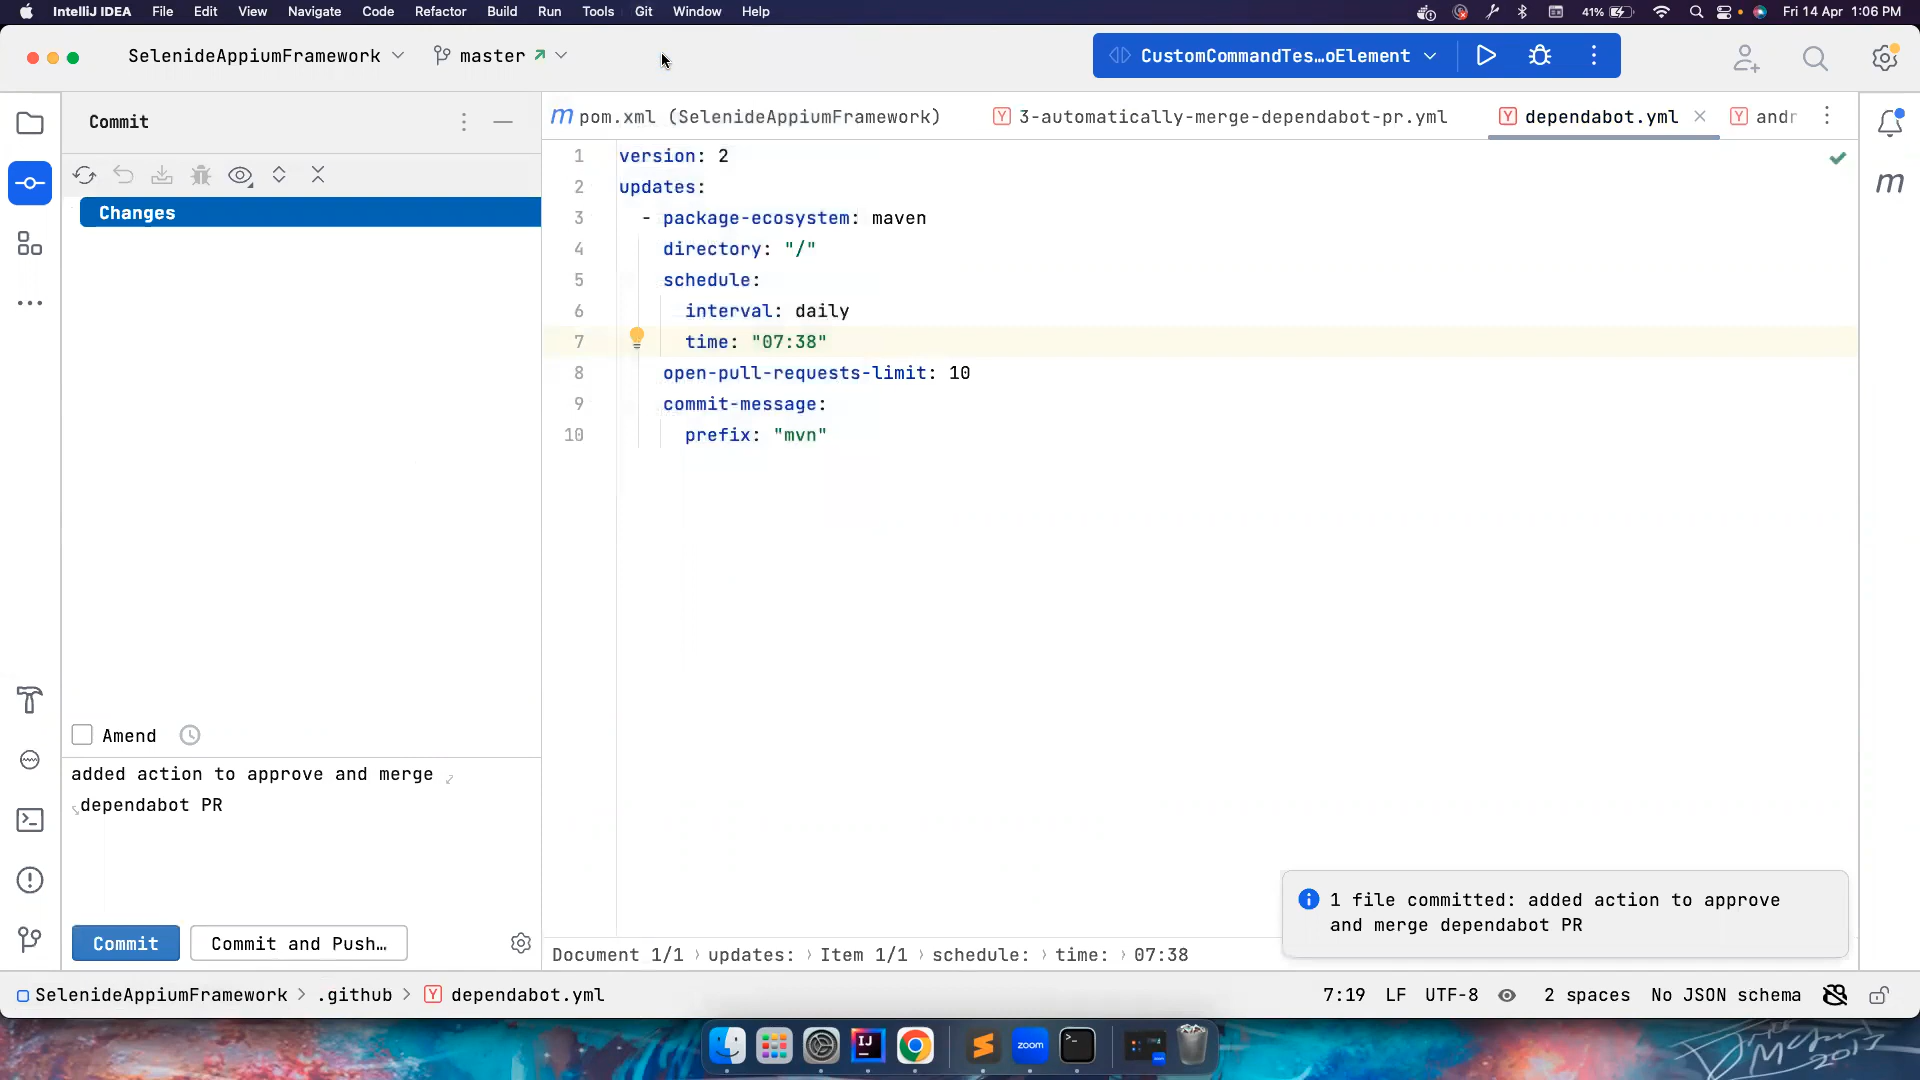 IntelliJ IDEA File Edit View Navigate Code Refactor Build Run Tools Git Window Help 41% Fri 14 Apr 1:06 PM
SelenideAppiumFramework master CustomCommandTes...oElement
Commit
pom.xml (SelenideAppiumFramework) 3-automatically-merge-dependabot-pr.yml dependabot.yml andr
Changes
1 version: 2
2 updates:
3 - package-ecosystem: maven
4 directory: "/"
5 schedule:
6 interval: daily
7 time: "07:38"
8 open-pull-requests-limit: 10
9 commit-message:
10 prefix: "mvn"
Amend
added action to approve and merge
dependabot PR
Commit Commit and Push...
1 file committed: added action to approve
and merge dependabot PR
Document 1/1 › updates: › Item 1/1 › schedule: › time: › 07:38
SelenideAppiumFramework > .github > dependabot.yml 7:19 LF UTF-8 2 spaces No JSON schema
IJ zoom
2017